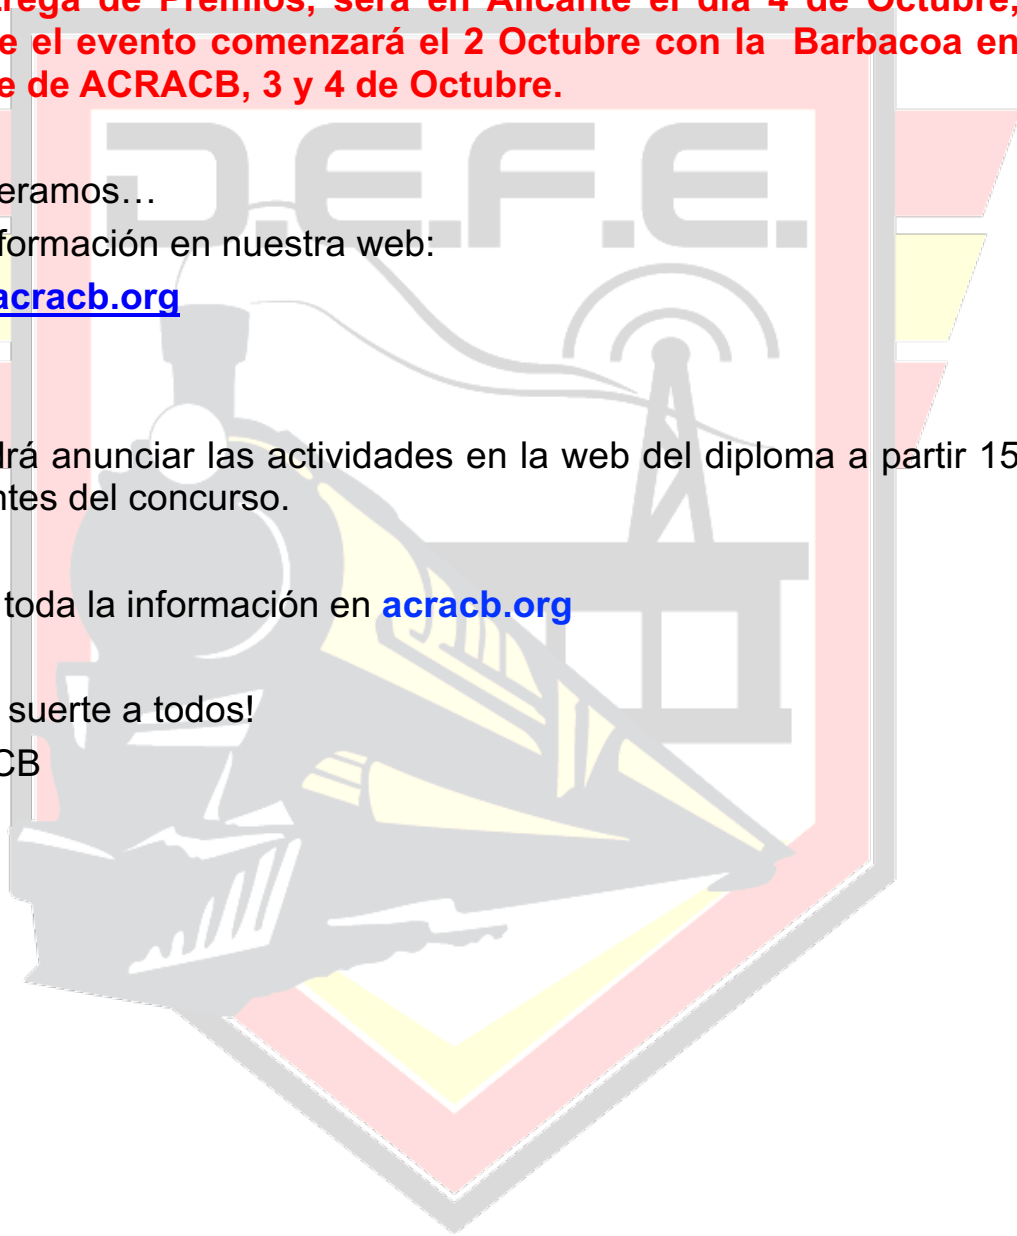 trega de Premios, será en Alicante el día 4 de Octubre,
e el evento comenzará el 2 Octubre con la Barbacoa en
e de ACRACB, 3 y 4 de Octubre.
D.E.F.E.
eramos…
formación en nuestra web:
acracb.org
drá anunciar las actividades en la web del diploma a partir 15
ntes del concurso.
toda la información en acracb.org
suerte a todos!
CB